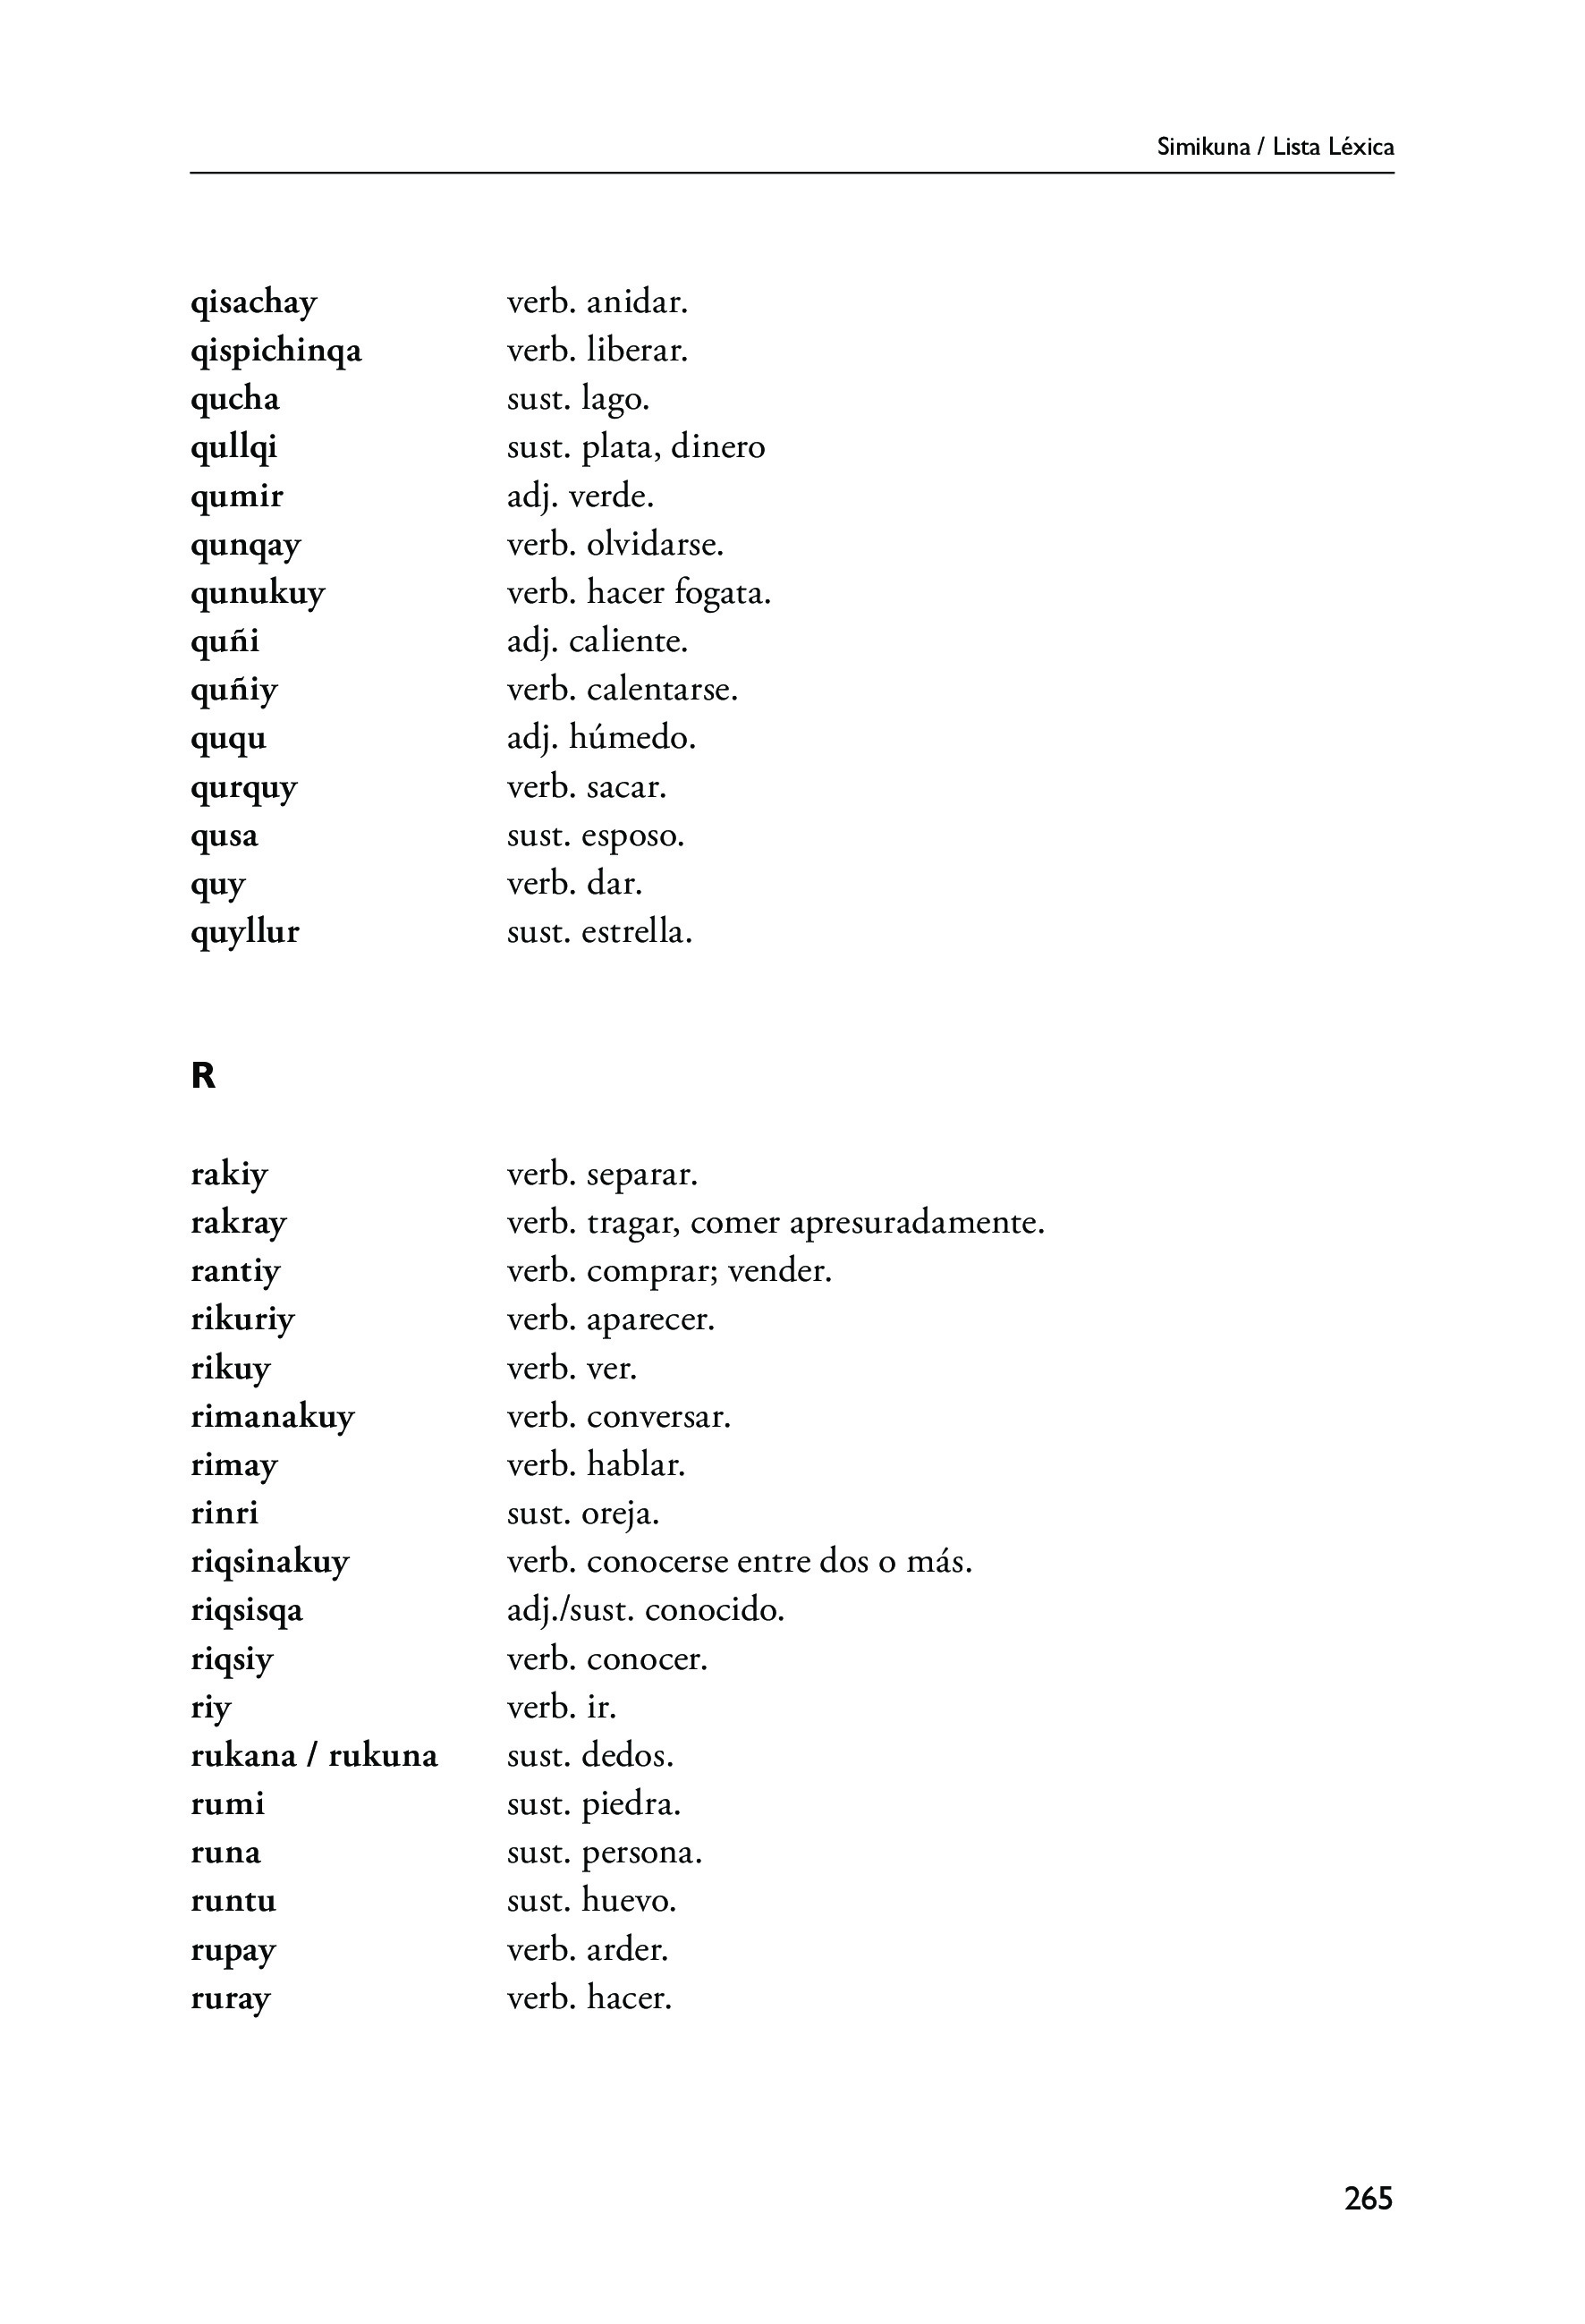 Simikuna / Lista Léxica
qisachay verb. anidar.
qispichinqa verb. liberar.
qucha sust. lago.
qullqi sust. plata, dinero
qumir adj. verde.
qunqay verb. olvidarse.
qunukuy verb. hacer fogata.
quñi adj. caliente.
quñiy verb. calentarse.
ququ adj. húmedo.
qurquy verb. sacar.
qusa sust. esposo.
quy verb. dar.
quyllur sust. estrella.
R
rakiy verb. separar.
rakray verb. tragar, comer apresuradamente.
rantiy verb. comprar; vender.
rikuriy verb. aparecer.
rikuy verb. ver.
rimanakuy verb. conversar.
rimay verb. hablar.
rinri sust. oreja.
riqsinakuy verb. conocerse entre dos o más.
riqsisqa adj./sust. conocido.
riqsiy verb. conocer.
riy verb. ir.
rukana / rukuna sust. dedos.
rumi sust. piedra.
runa sust. persona.
runtu sust. huevo.
rupay verb. arder.
ruray verb. hacer.
265